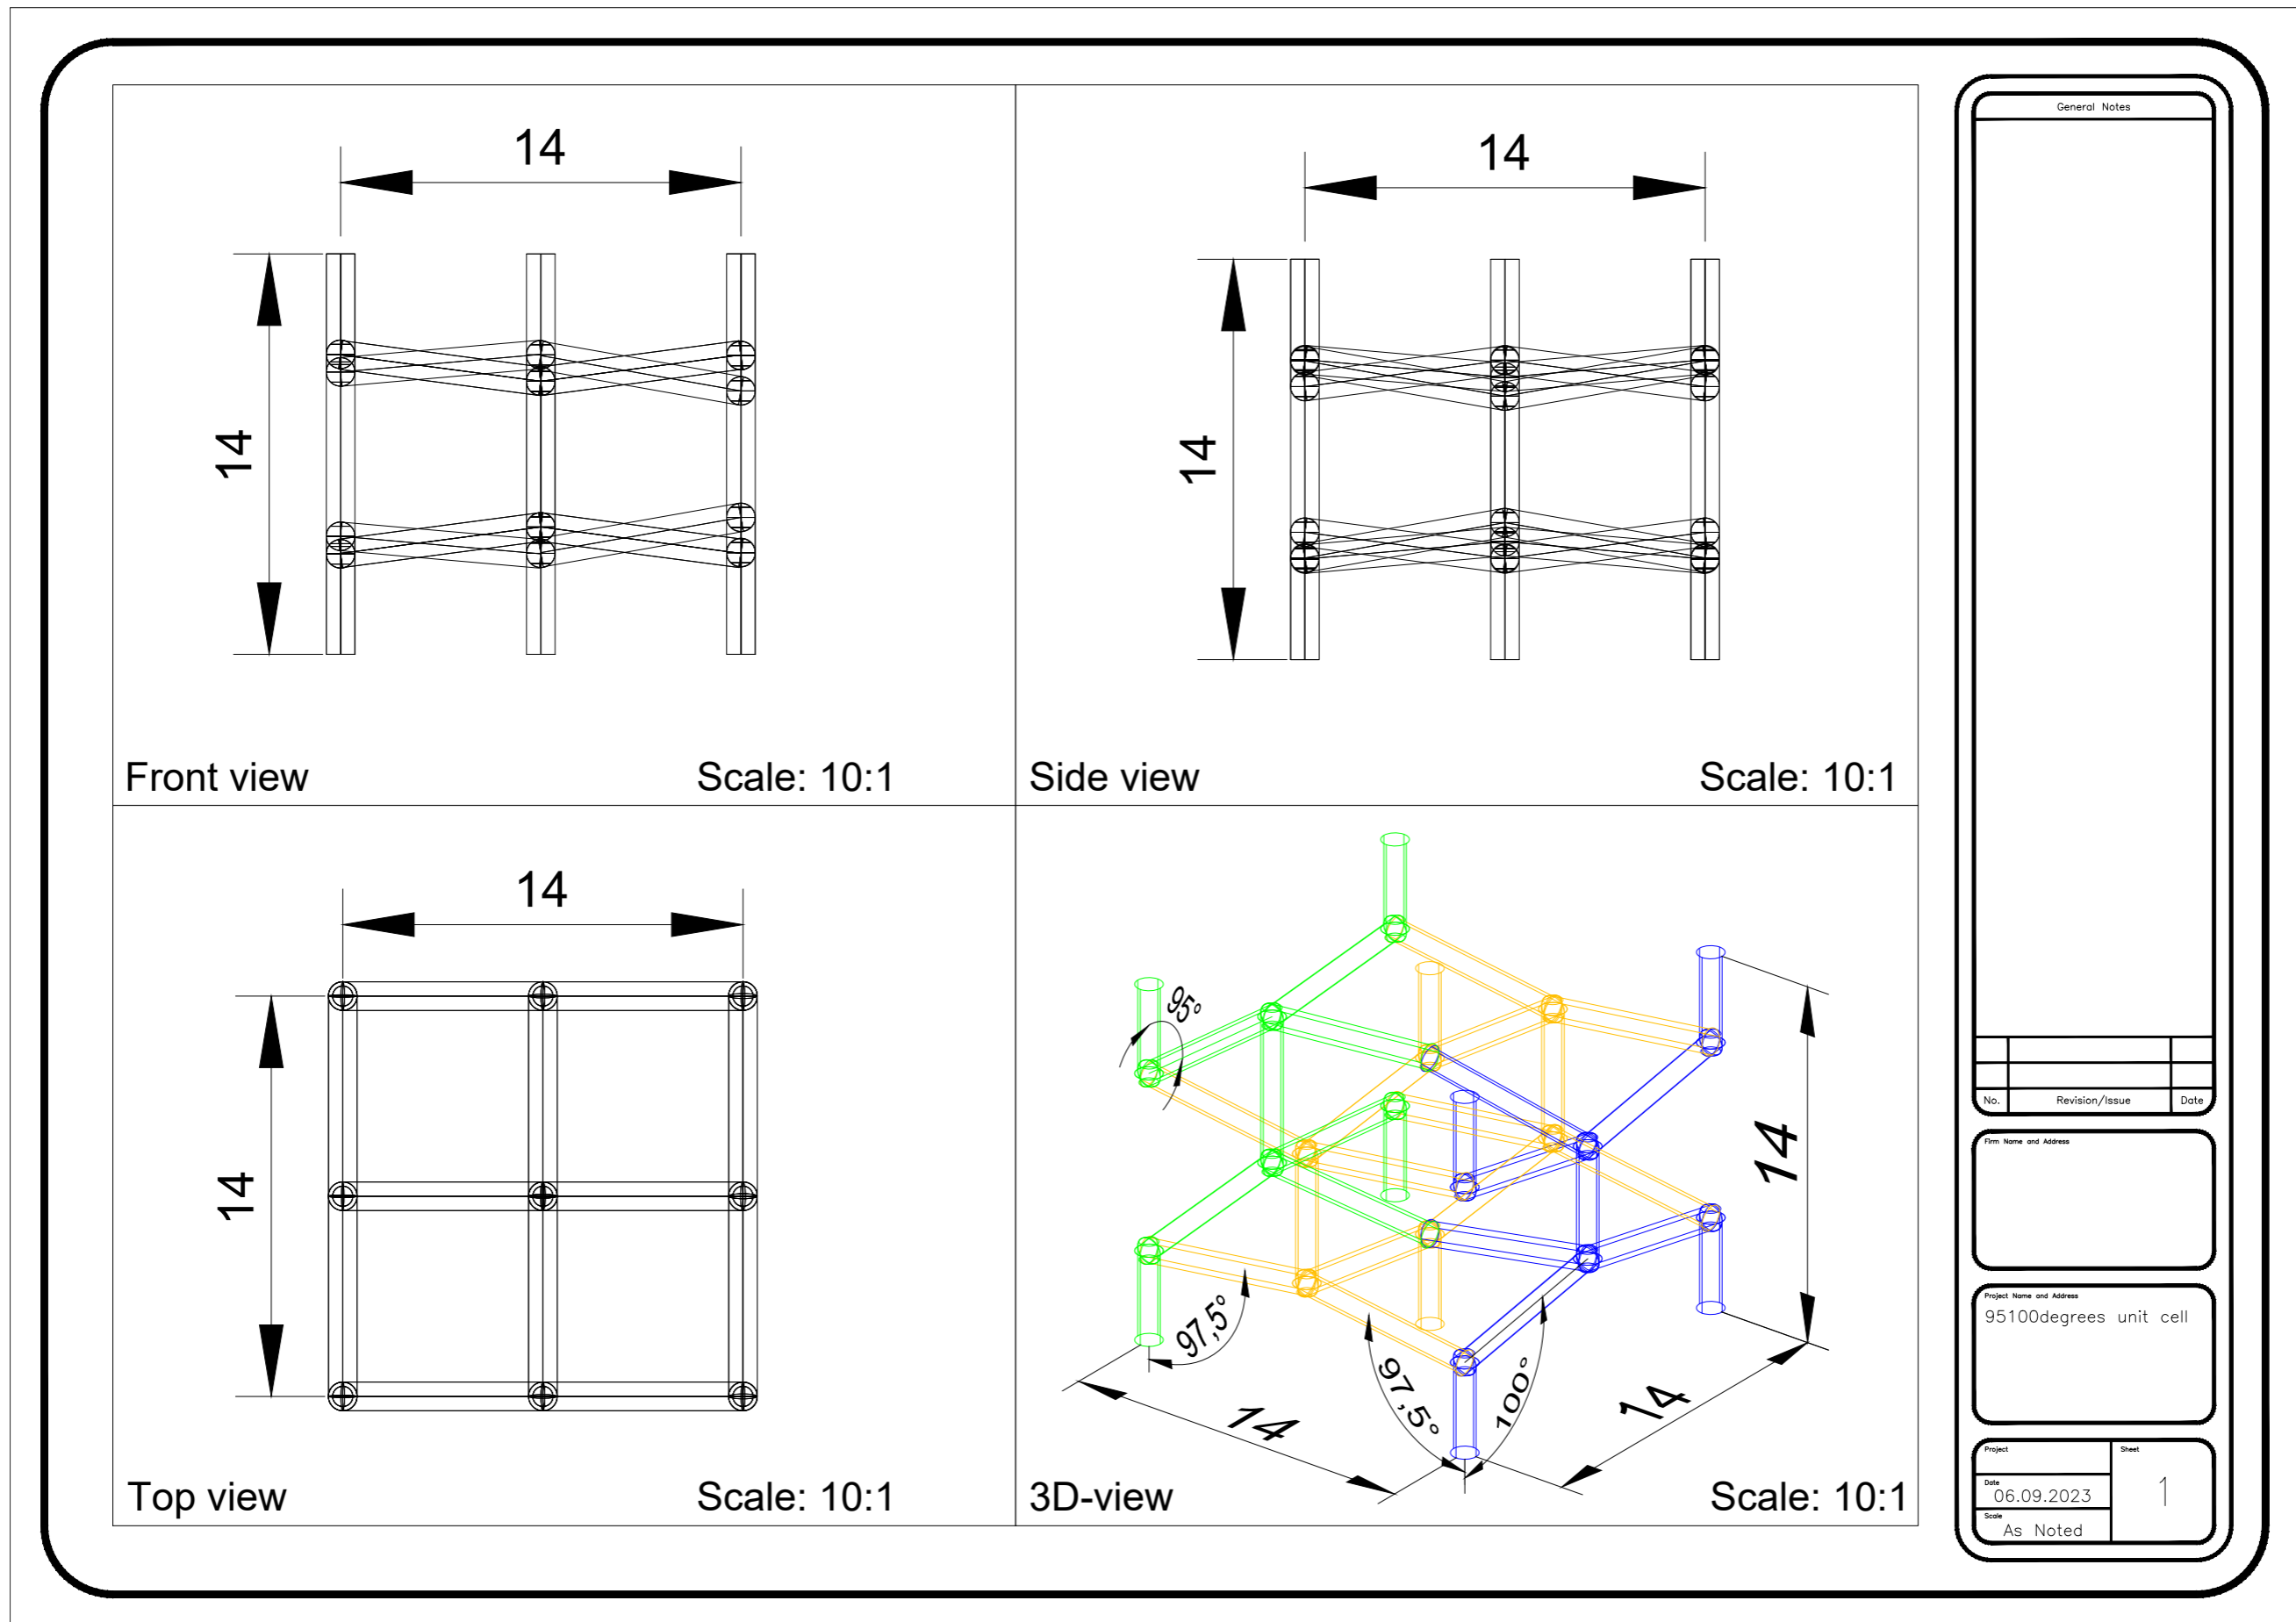 14
14
Front view
Scale: 10:1
14
14
Side view
Scale: 10:1
14
14
Top view
Scale: 10:1
95°
97,5°
97,5°
100°
14
14
14
3D-view
Scale: 10:1
General Notes
No.
Revision/Issue
Date
Firm Name and Address
Project Name and Address
95100degrees unit cell
Project
Sheet
Date
06.09.2023
1
Scale
As Noted